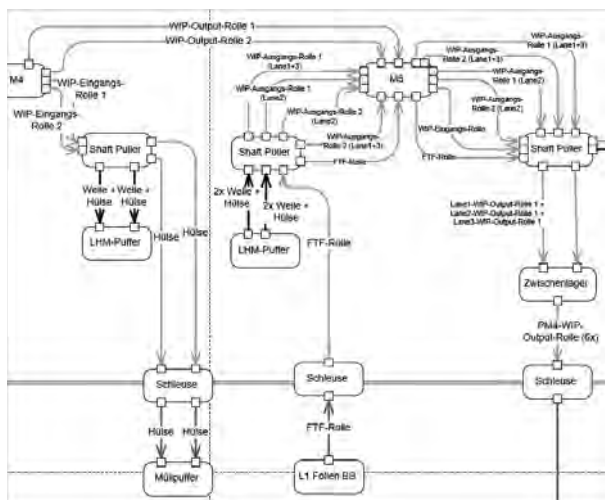 WIP-Output-Rolle 1
WIP-Output-Rolle 2
M4
WIP-Eingangs-
Rolle 1
WIP-Eingangs-
Rolle 2
Shaft Puller
Welle +
Hülse
Welle +
Hülse
LHM-Puffer
Hülse
Hülse
Schleuse
Hülse
Hülse
Müllpuffer
WIP-Ausgangs-Rolle 1
(Lane1+3)
WIP-Ausgangs-Rolle 1
(Lane2)
WIP-Ausgangs-Rolle 2
(Lane2)
WIP-Ausgangs-
Rolle 2 (Lane1+3)
Shaft Puller
2x Welle +
Hülse
2x Welle +
Hülse
LHM-Puffer
FTF-Rolle
Schleuse
FTF-Rolle
L1 Folien BB
M5
WIP-Ausgangs-
Rolle 1 (Lane1+3)
WIP-Ausgangs-
Rolle 2 (Lane1+3)
WIP-Ausgangs-
Rolle 1 (Lane2)
WIP-Ausgangs-
Rolle 2 (Lane2)
WIP-Eingangs-Rolle
FTF-Rolle
Shaft Puller
Lane1-WIP-Output-Rolle 1 +
Lane2-WIP-Output-Rolle 1 +
Lane3-WIP-Output-Rolle 1
Zwischenlager
PM4-WIP-
Output-Rolle (6x)
Schleuse